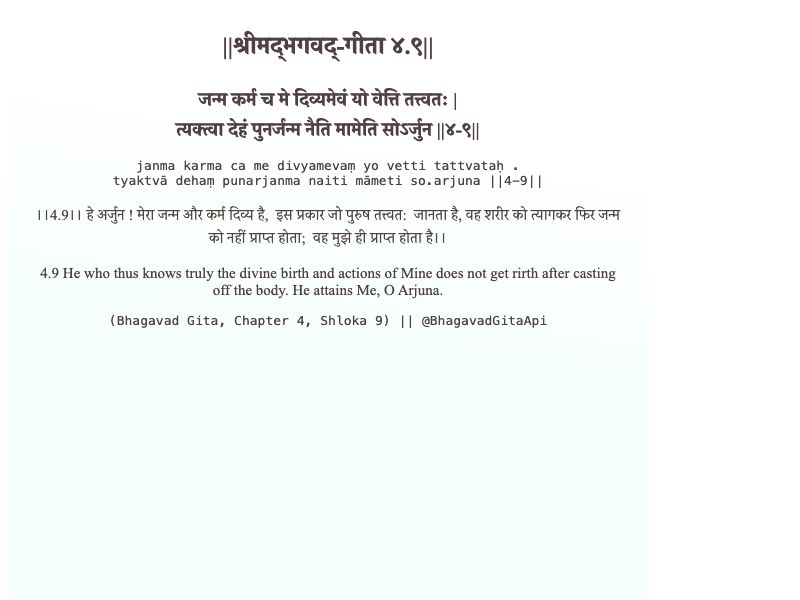 ||श्रीमद्‍भगवद्‍-गीता ४.९||
जन्म कर्म च मे दिव्यमेवं यो वेत्ति तत्त्वतः |
त्यक्त्वा देहं पुनर्जन्म नैति मामेति सोऽर्जुन ||४-९||
janma karma ca me divyamevaṃ yo vetti tattvataḥ .
tyaktvā dehaṃ punarjanma naiti māmeti so.arjuna ||4-9||
।।4.9।। हे अर्जुन ! मेरा जन्म और कर्म दिव्य है, इस प्रकार जो पुरुष तत्त्वत: जानता है, वह शरीर को त्यागकर फिर जन्म
को नहीं प्राप्त होता; वह मुझे ही प्राप्त होता है।।
4.9 He who thus knows truly the divine birth and actions of Mine does not get rirth after casting
off the body. He attains Me, O Arjuna.
(Bhagavad Gita, Chapter 4, Shloka 9) || @BhagavadGitaApi